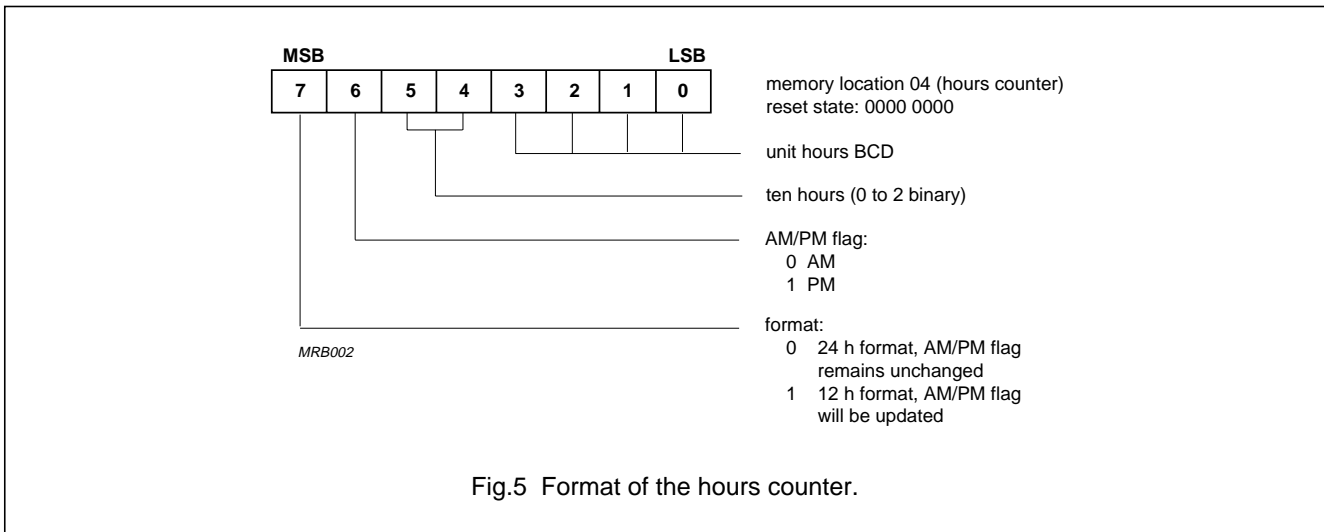 MSB LSB
7 6 5 4 3 2 1 0
memory location 04 (hours counter)
reset state: 0000 0000
unit hours BCD
ten hours (0 to 2 binary)
AM/PM flag:
0 AM
1 PM
format:
0 24 h format, AM/PM flag
remains unchanged
1 12 h format, AM/PM flag
will be updated
MRB002
Fig.5 Format of the hours counter.